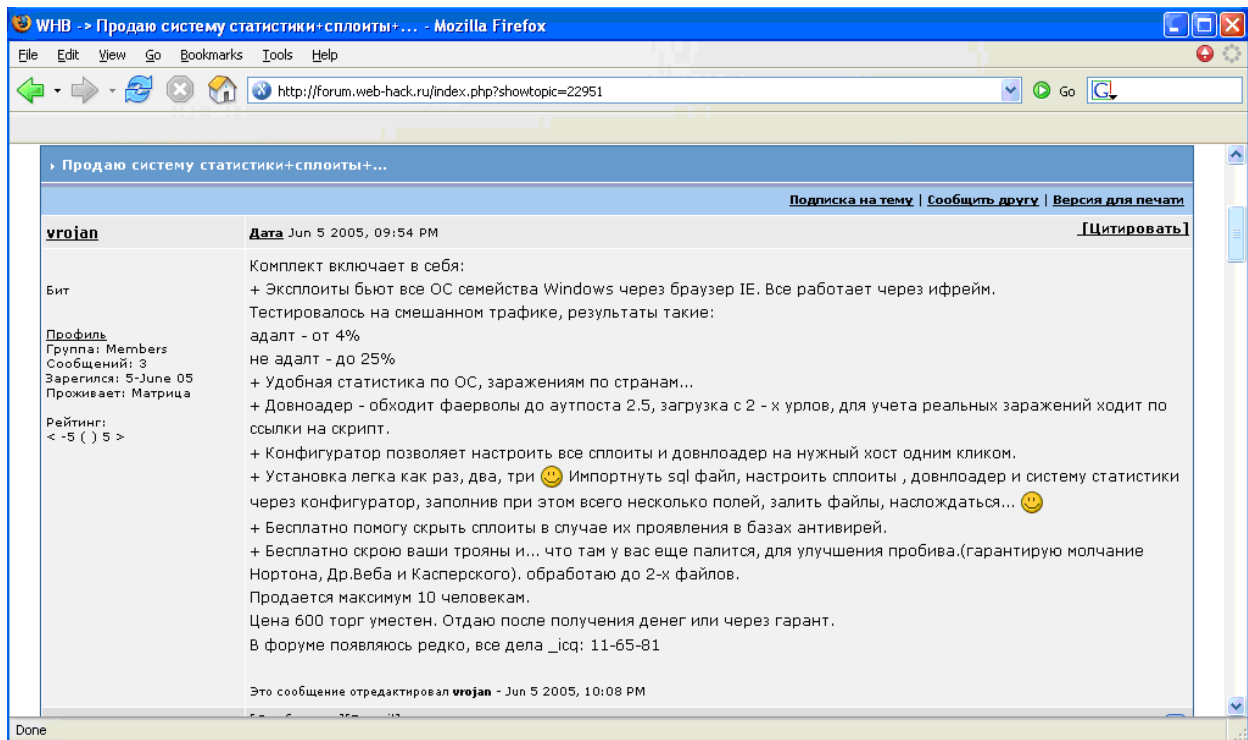 WHB -> Продаю систему статистики+сплоиты+... - Mozilla Firefox
File Edit View Go Bookmarks Tools Help
http://forum.web-hack.ru/index.php?showtopic=22951 Go G
› Продаю систему статистики+сплоиты+...
Подписка на тему | Сообщить другу | Версия для печати
vrojan
Дата Jun 5 2005, 09:54 PM
[Цитировать]
Бит
Профиль
Группа: Members
Сообщений: 3
Зарегился: 5-June 05
Проживает: Матрица
Рейтинг:
< -5 ( ) 5 >
Комплект включает в себя:
+ Эксплоиты бьют все ОС семейства Windows через браузер IE. Все работает через ифрейм.
Тестировалось на смешанном трафике, результаты такие:
адалт - от 4%
не адалт - до 25%
+ Удобная статистика по ОС, заражениям по странам...
+ Довноадер - обходит фаерволы до аутпоста 2.5, загрузка с 2 - х урлов, для учета реальных заражений ходит по
ссылки на скрипт.
+ Конфигуратор позволяет настроить все сплоиты и довнлоадер на нужный хост одним кликом.
+ Установка легка как раз, два, три Импортнуть sql файл, настроить сплоиты , довнлоадер и систему статистики
через конфигуратор, заполнив при этом всего несколько полей, залить файлы, наслождаться...
+ Бесплатно помогу скрыть сплоиты в случае их проявления в базах антивирей.
+ Бесплатно скрою ваши трояны и... что там у вас еще палится, для улучшения пробива.(гарантирую молчание
Нортона, Др.Веба и Касперского). обработаю до 2-х файлов.
Продается максимум 10 человекам.
Цена 600 торг уместен. Отдаю после получения денег или через гарант.
В форуме появляюсь редко, все дела _icq: 11-65-81
Это сообщение отредактировал vrojan - Jun 5 2005, 10:08 PM
Done